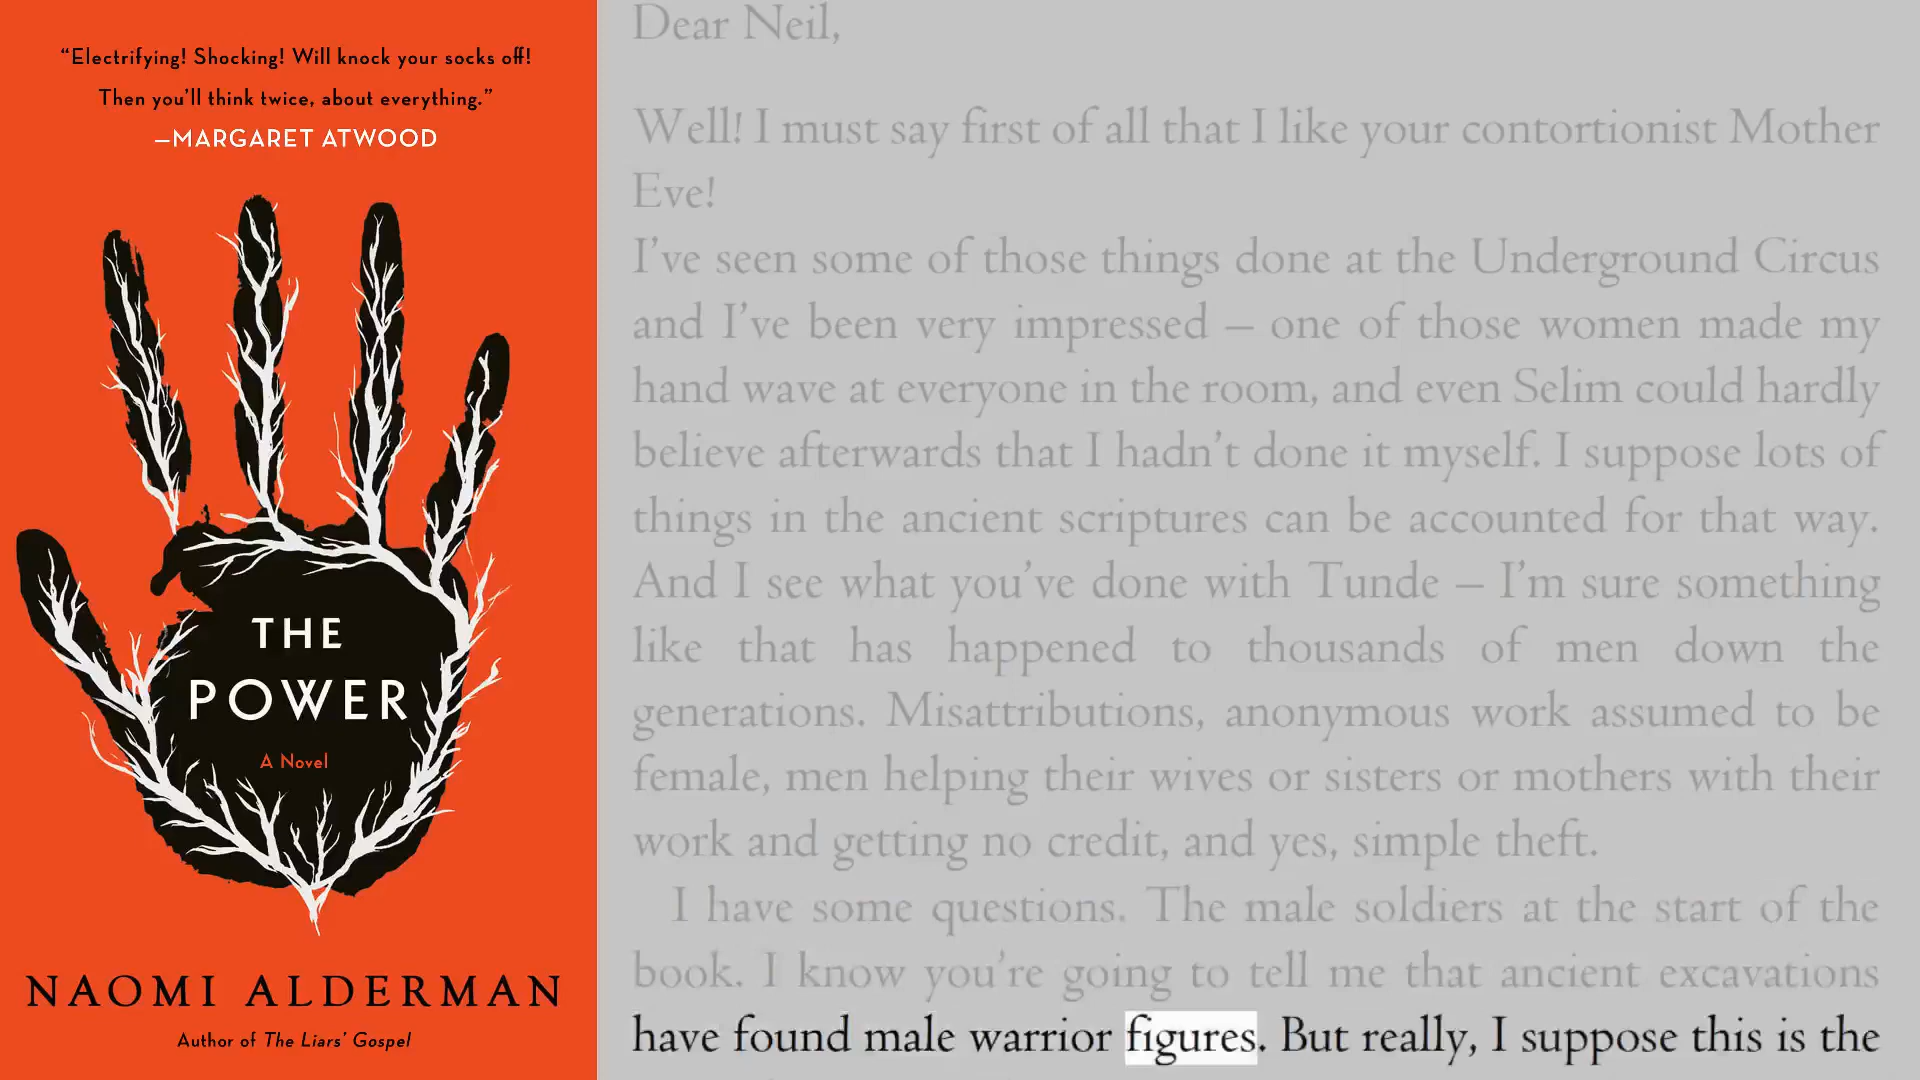 “Electrifying! Shocking! Will knock your socks off!
Then you’ll think twice, about everything.”
—MARGARET ATWOOD
THE
POWER
A Novel
NAOMI ALDERMAN
Author of The Liars’ Gospel
Dear Neil,
Well! I must say first of all that I like your contortionist Mother
Eve!
I’ve seen some of those things done at the Underground Circus
and I’ve been very impressed – one of those women made my
hand wave at everyone in the room, and even Selim could hardly
believe afterwards that I hadn’t done it myself. I suppose lots of
things in the ancient scriptures can be accounted for that way.
And I see what you’ve done with Tunde – I’m sure something
like that has happened to thousands of men down the
generations. Misattributions, anonymous work assumed to be
female, men helping their wives or sisters or mothers with their
work and getting no credit, and yes, simple theft.
I have some questions. The male soldiers at the start of the
book. I know you’re going to tell me that ancient excavations
have found male warrior figures. But really, I suppose this is the